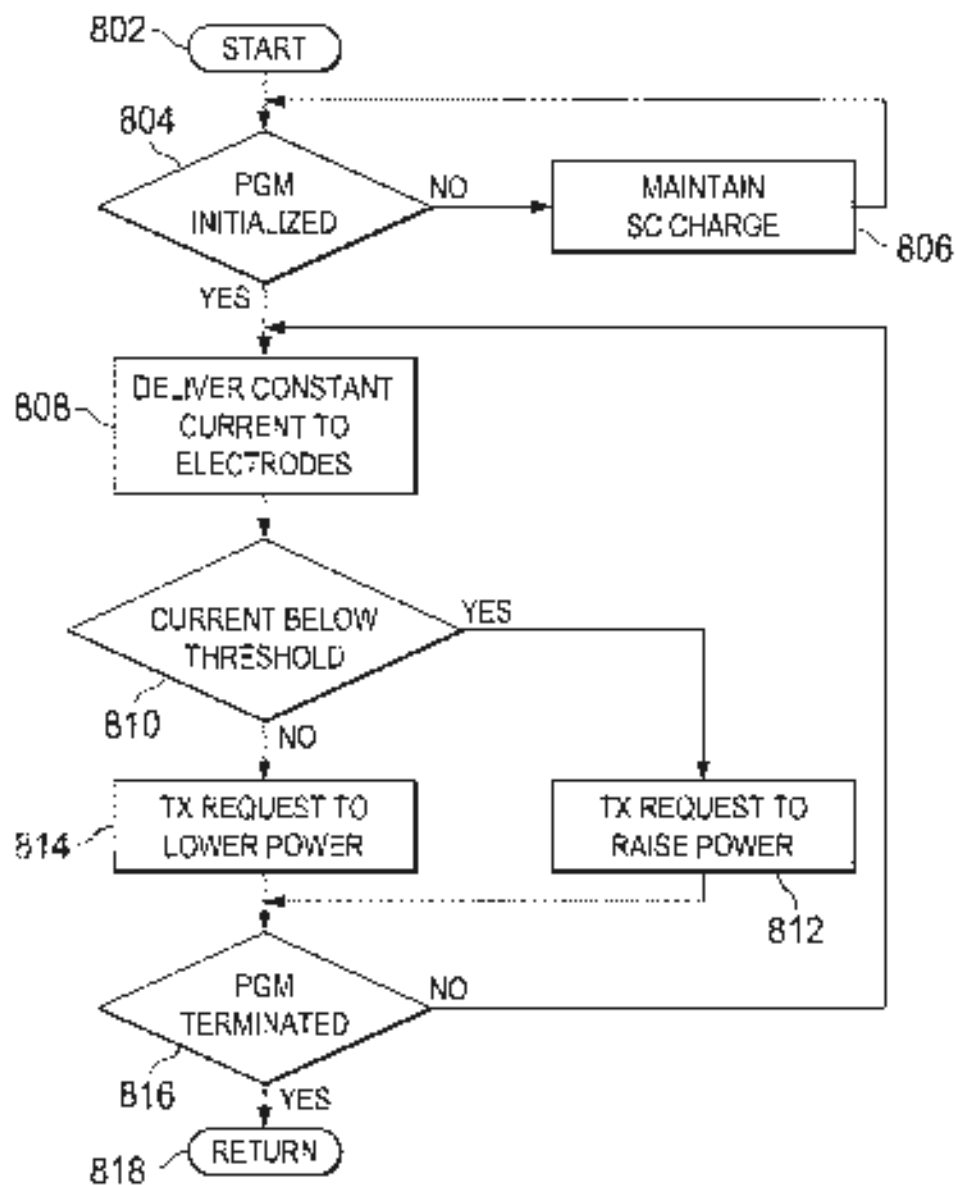 802
START
804
PGM
INITIALIZED
NO
MAINTAIN
SC CHARGE
806
YES
808
DELIVER CONSTANT
CURRENT TO
ELECTRODES
CURRENT BELOW
THRESHOLD
YES
810
NO
814
TX REQUEST TO
LOWER POWER
TX REQUEST TO
RAISE POWER
812
PGM
TERMINATED
NO
816
YES
818
RETURN